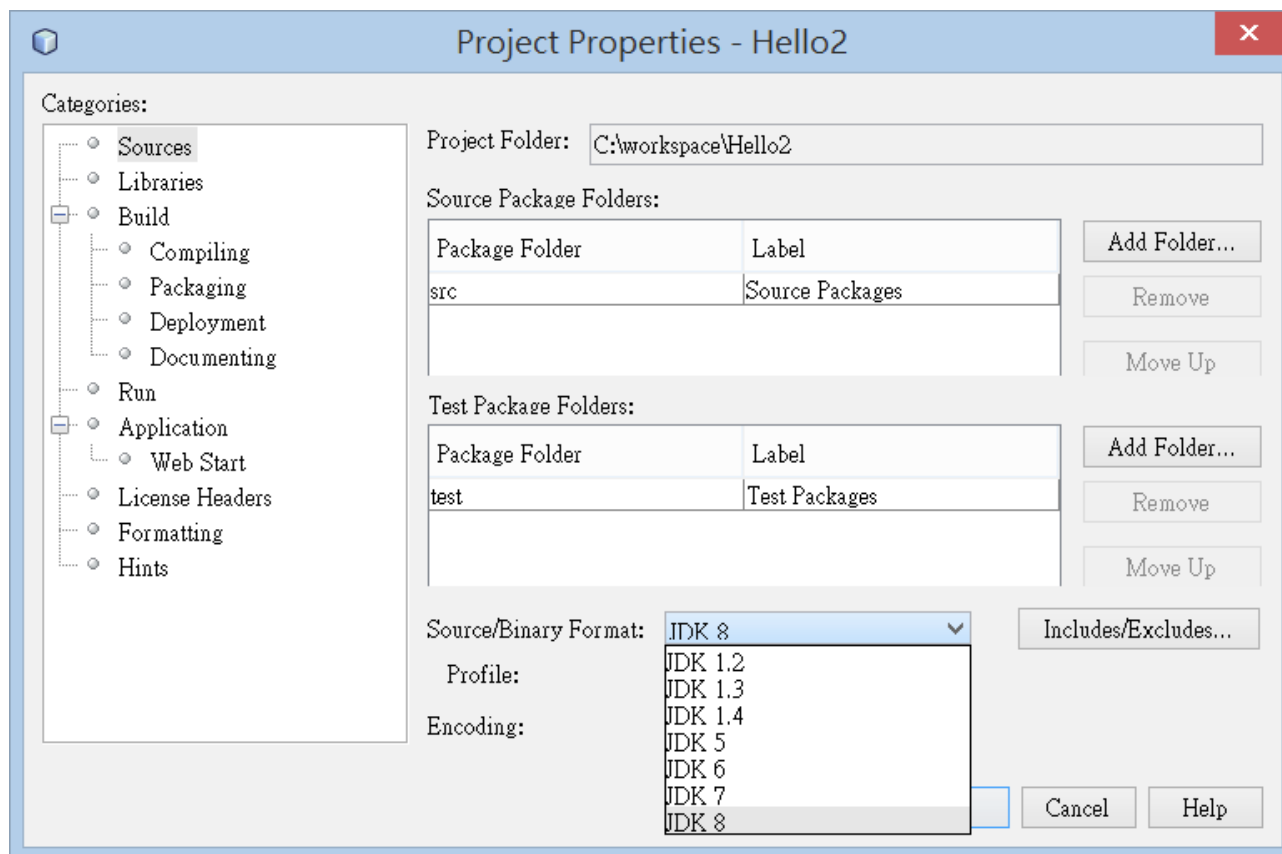 Project Properties - Hello2
Categories:
Sources
Libraries
Build
Compiling
Packaging
Deployment
Documenting
Run
Application
Web Start
License Headers
Formatting
Hints
Project Folder: C:\workspace\Hello2
Source Package Folders:
Package Folder Label
src Source Packages
Add Folder...
Remove
Move Up
Test Package Folders:
Package Folder Label
test Test Packages
Add Folder...
Remove
Move Up
Source/Binary Format: JDK 8 Includes/Excludes...
JDK 1.2
JDK 1.3
JDK 1.4
JDK 5
JDK 6
JDK 7
JDK 8
Profile:
Encoding:
Cancel Help